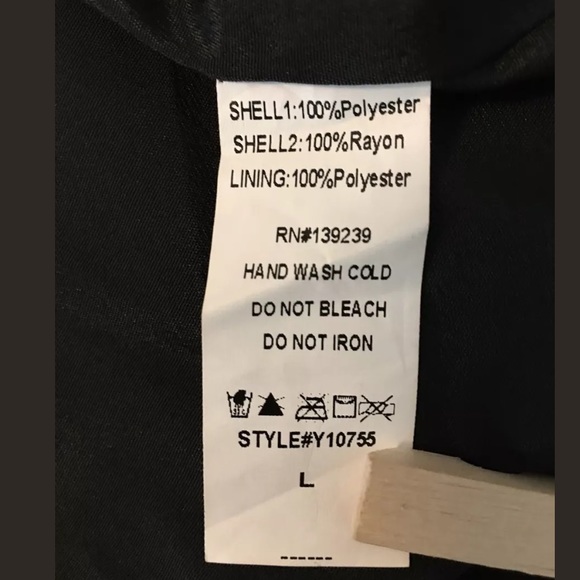 SHELL1:100%Polyester
SHELL2:100%Rayon
LINING:100%Polyester
RN#139239
HAND WASH COLD
DO NOT BLEACH
DO NOT IRON
STYLE#Y10755
L
------